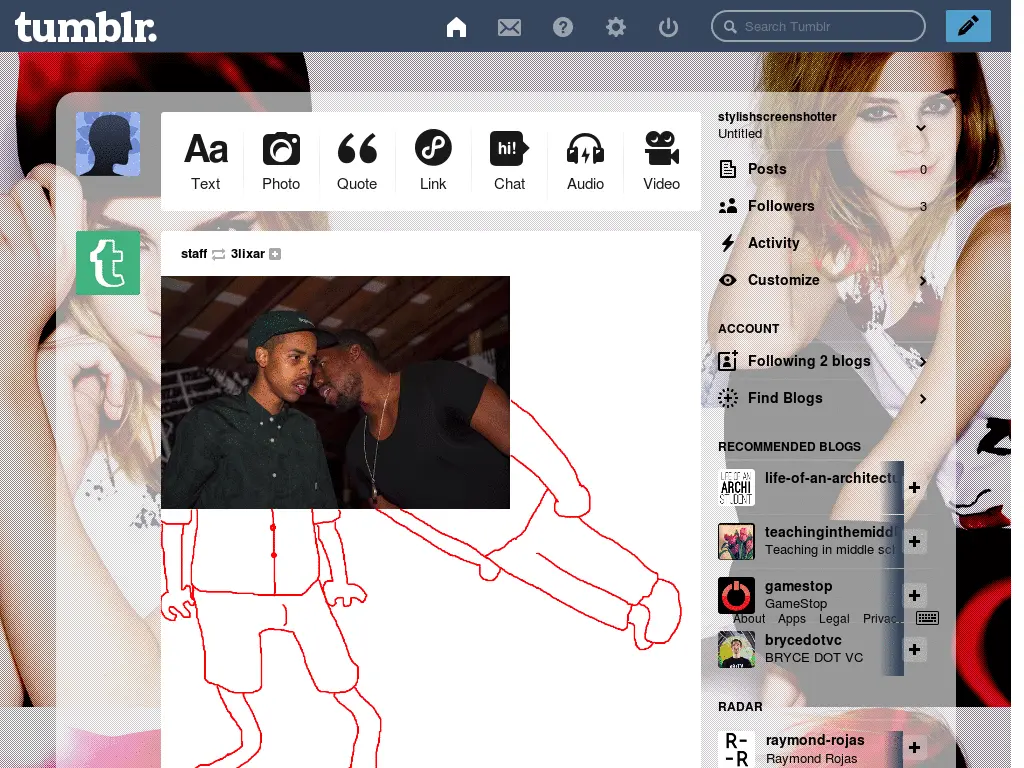 tumblr.
Search Tumblr
Aa
Text
Photo
Quote
Link
hi!
Chat
Audio
Video
staff 3lixar
stylishscreenshotter
Untitled
Posts 0
Followers 3
Activity
Customize
ACCOUNT
Following 2 blogs
Find Blogs
RECOMMENDED BLOGS
LIFE OF AN
ARCHI
STUDENT
life-of-an-architectu
teachinginthemiddl
Teaching in middle scl
gamestop
GameStop
About Apps Legal Privac
brycedotvc
BRYCE DOT VC
RADAR
R-
-R
raymond-rojas
Raymond Rojas